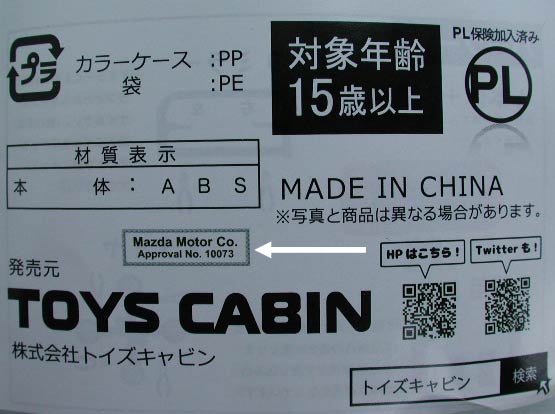 プラ
カラーケース :PP
袋 :PE
対象年齢
15歳以上
PL保険加入済み
PL
材質表示
本 体 : A B S
MADE IN CHINA
※写真と商品は異なる場合があります。
Mazda Motor Co.
Approval No. 10073
HPはこちら!
Twitterも!
発売元
TOYS CABIN
株式会社トイズキャビン
トイズキャビン 検索